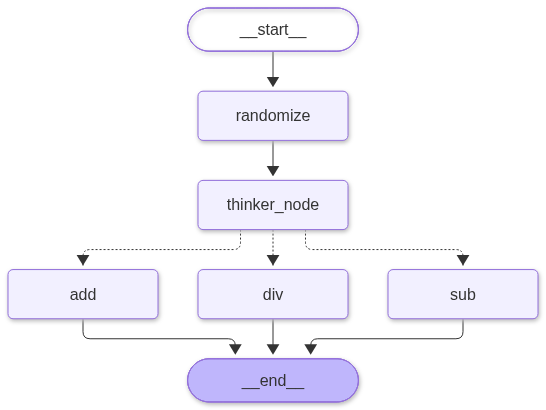 __start__
randomize
thinker_node
add
div
sub
__end__